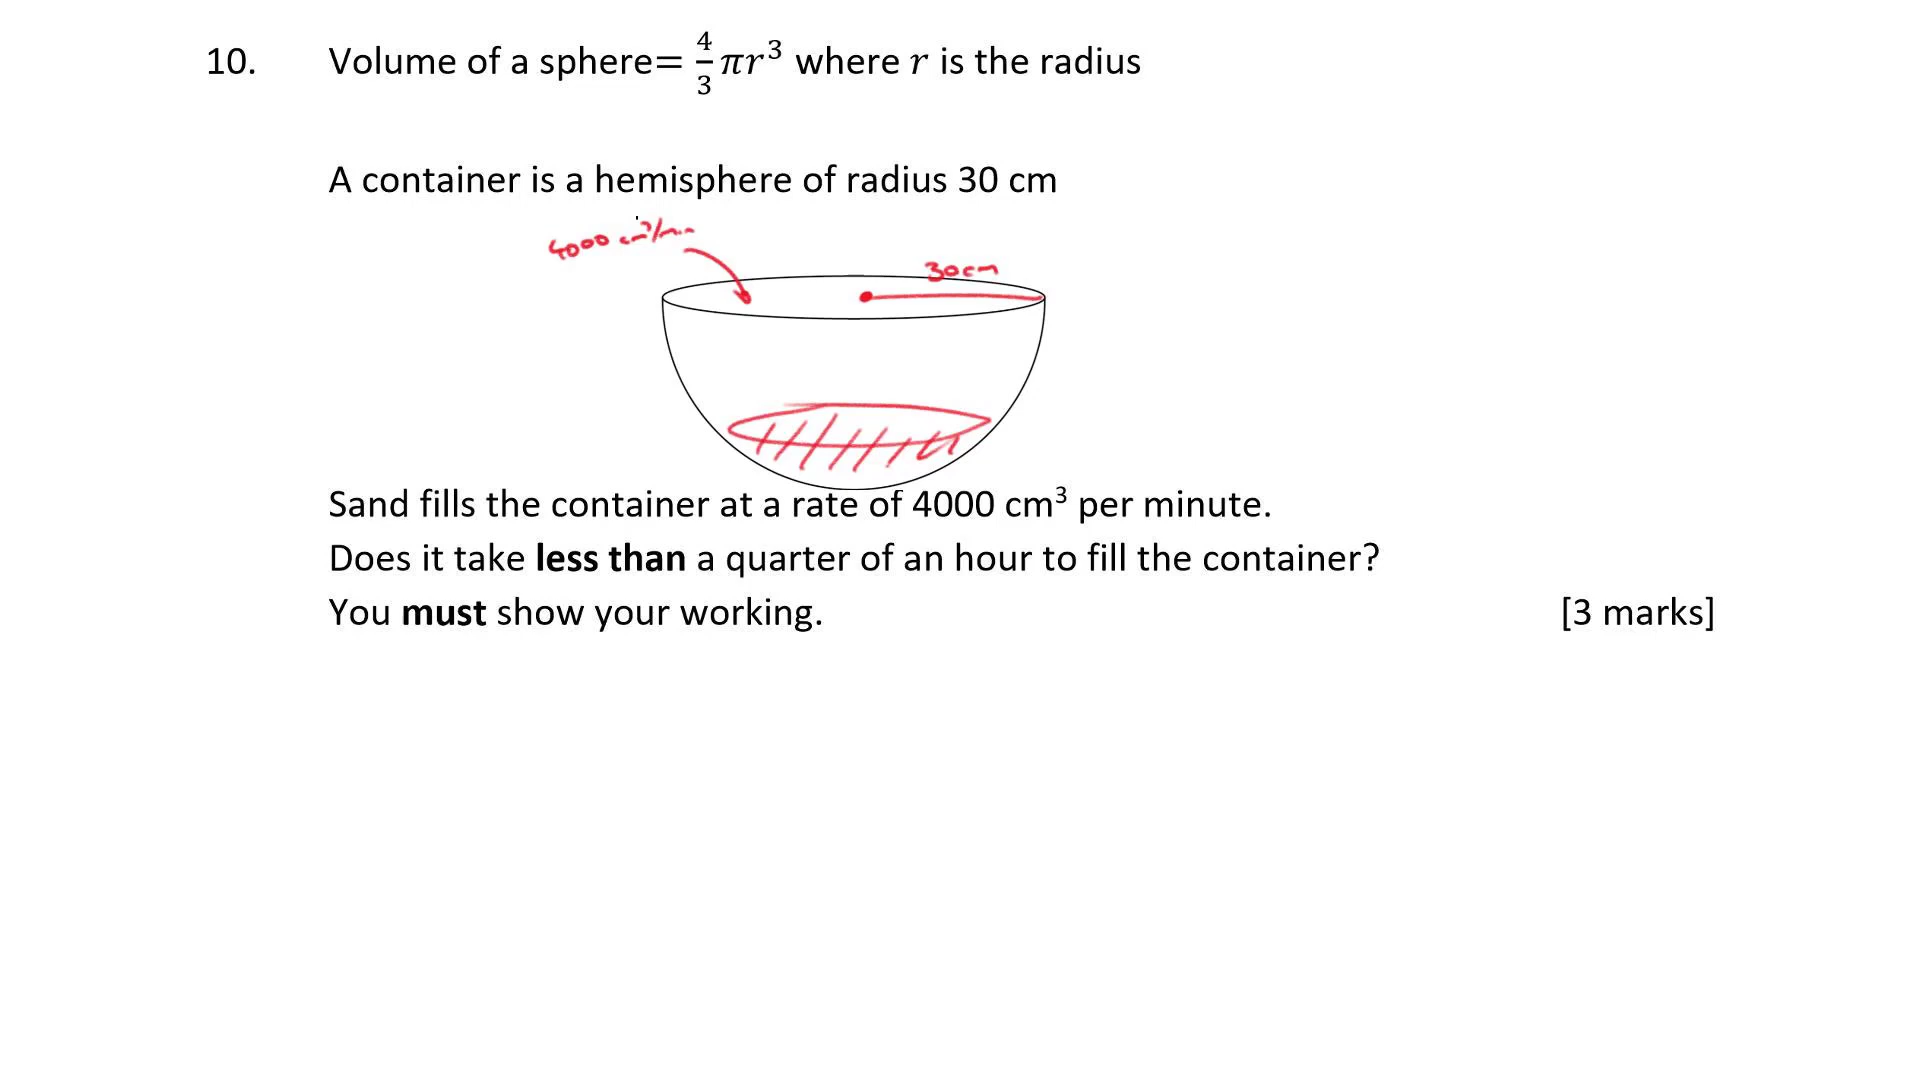 10. Volume of a sphere= 4/3 πr³ where r is the radius
A container is a hemisphere of radius 30 cm
4000 cm³/min
30cm
Sand fills the container at a rate of 4000 cm³ per minute.
Does it take less than a quarter of an hour to fill the container?
You must show your working. [3 marks]